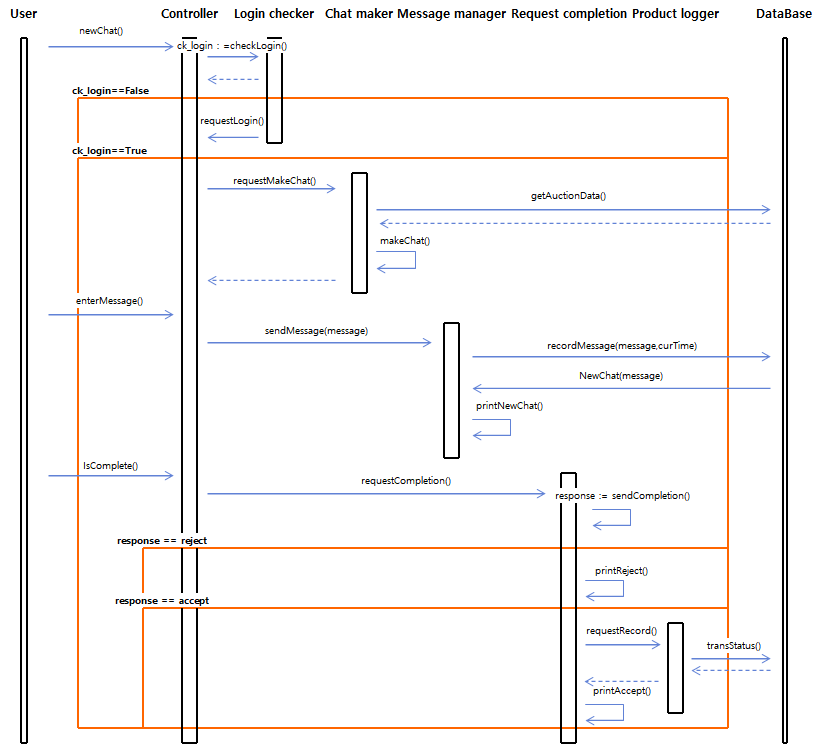 User Controller Login checker Chat maker Message manager Request completion Product logger DataBase
newChat()
ck_login : =checkLogin()
ck_login==False
requestLogin()
ck_login==True
requestMakeChat()
getAuctionData()
makeChat()
enterMessage()
sendMessage(message)
recordMessage(message,curTime)
NewChat(message)
printNewChat()
IsComplete()
requestCompletion()
response := sendCompletion()
response == reject
printReject()
response == accept
requestRecord()
transStatus()
printAccept()